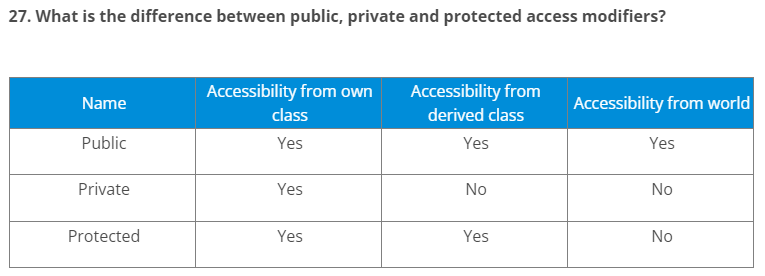 27. What is the difference between public, private and protected access modifiers?
Name Accessibility from own class Accessibility from derived class Accessibility from world
Public Yes Yes Yes
Private Yes No No
Protected Yes Yes No